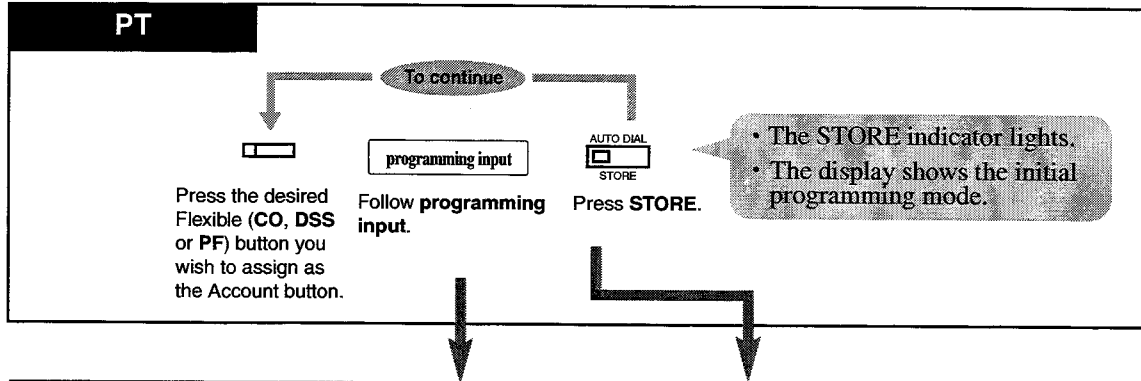 PT
To continue
programming input
AUTO DIAL
STORE
Press the desired
Flexible (CO, DSS
or PF) button you
wish to assign as
the Account button.
Follow programming
input.
Press STORE.
· The STORE indicator lights.
· The display shows the initial
programming mode.